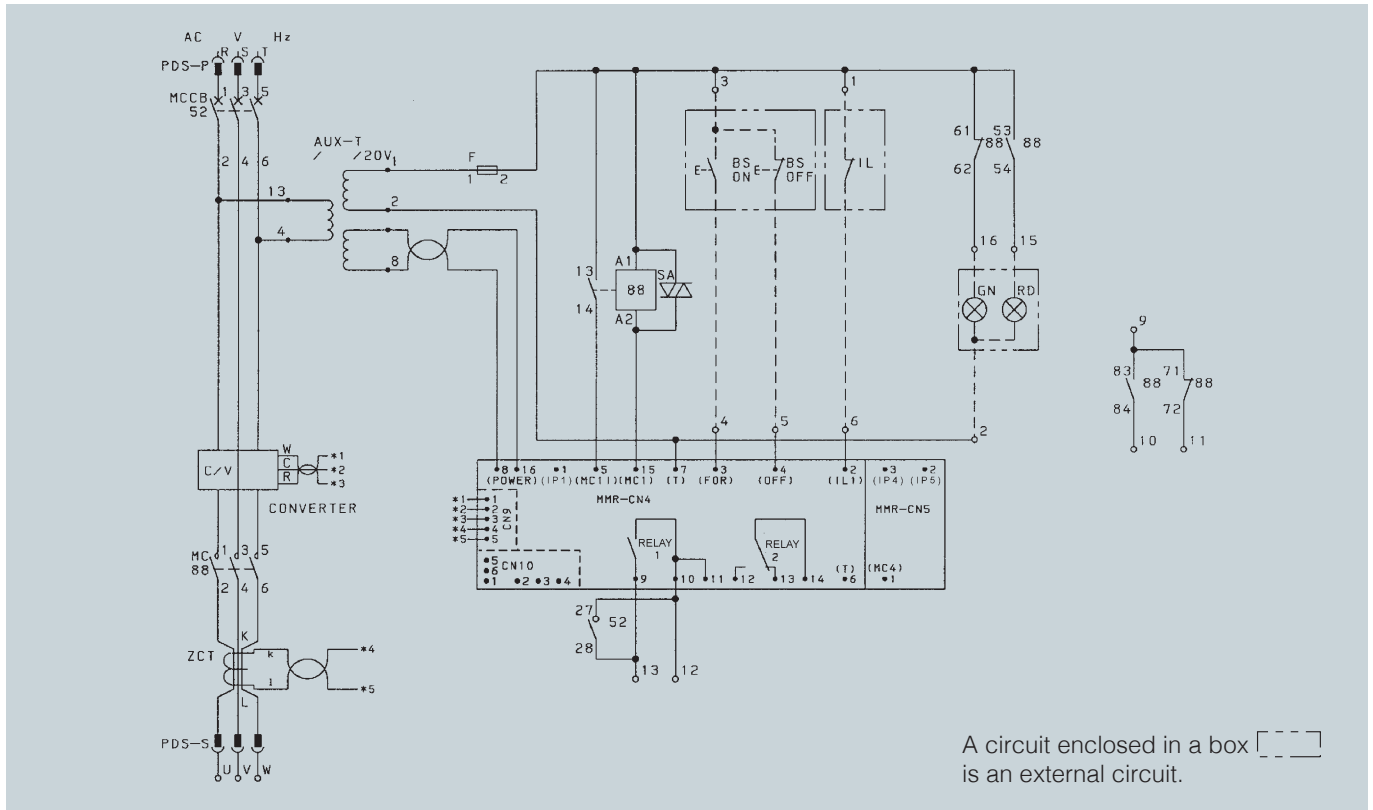 AC V Hz
R S T
PDS-P
1 3 5
MCCB
52
2 4 6
AUX-T
/ /20V
1
F
1 2
2
13
4
8
3
1
E-
BS
ON
E-
BS
OFF
IL
61
88
62
53
88
54
16
15
GN
RD
13
14
A1
88
A2
SA
4
5
6
2
9
83
88
84
71
88
72
10
11
C/V
W
C
R
*1
*2
*3
CONVERTER
8 16 1 5 15 7 3 4 2 3 2
(POWER) (IP1) (MC11) (MC1) (T) (FOR) (OFF) (IL1) (IP4) (IP5)
MMR-CN4
MMR-CN5
*1 1
*2 2
*3 3
*4 4
*5 5
CN9
5
6
CN10
1 2 3 4
RELAY
1
RELAY
2
(T)
(MC4)
9 10 11 12 13 14 6 1
MC
88
1 3 5
2 4 6
27
52
28
13
12
ZCT
K
k
l
L
*4
*5
PDS-S
U V W
A circuit enclosed in a box
is an external circuit.